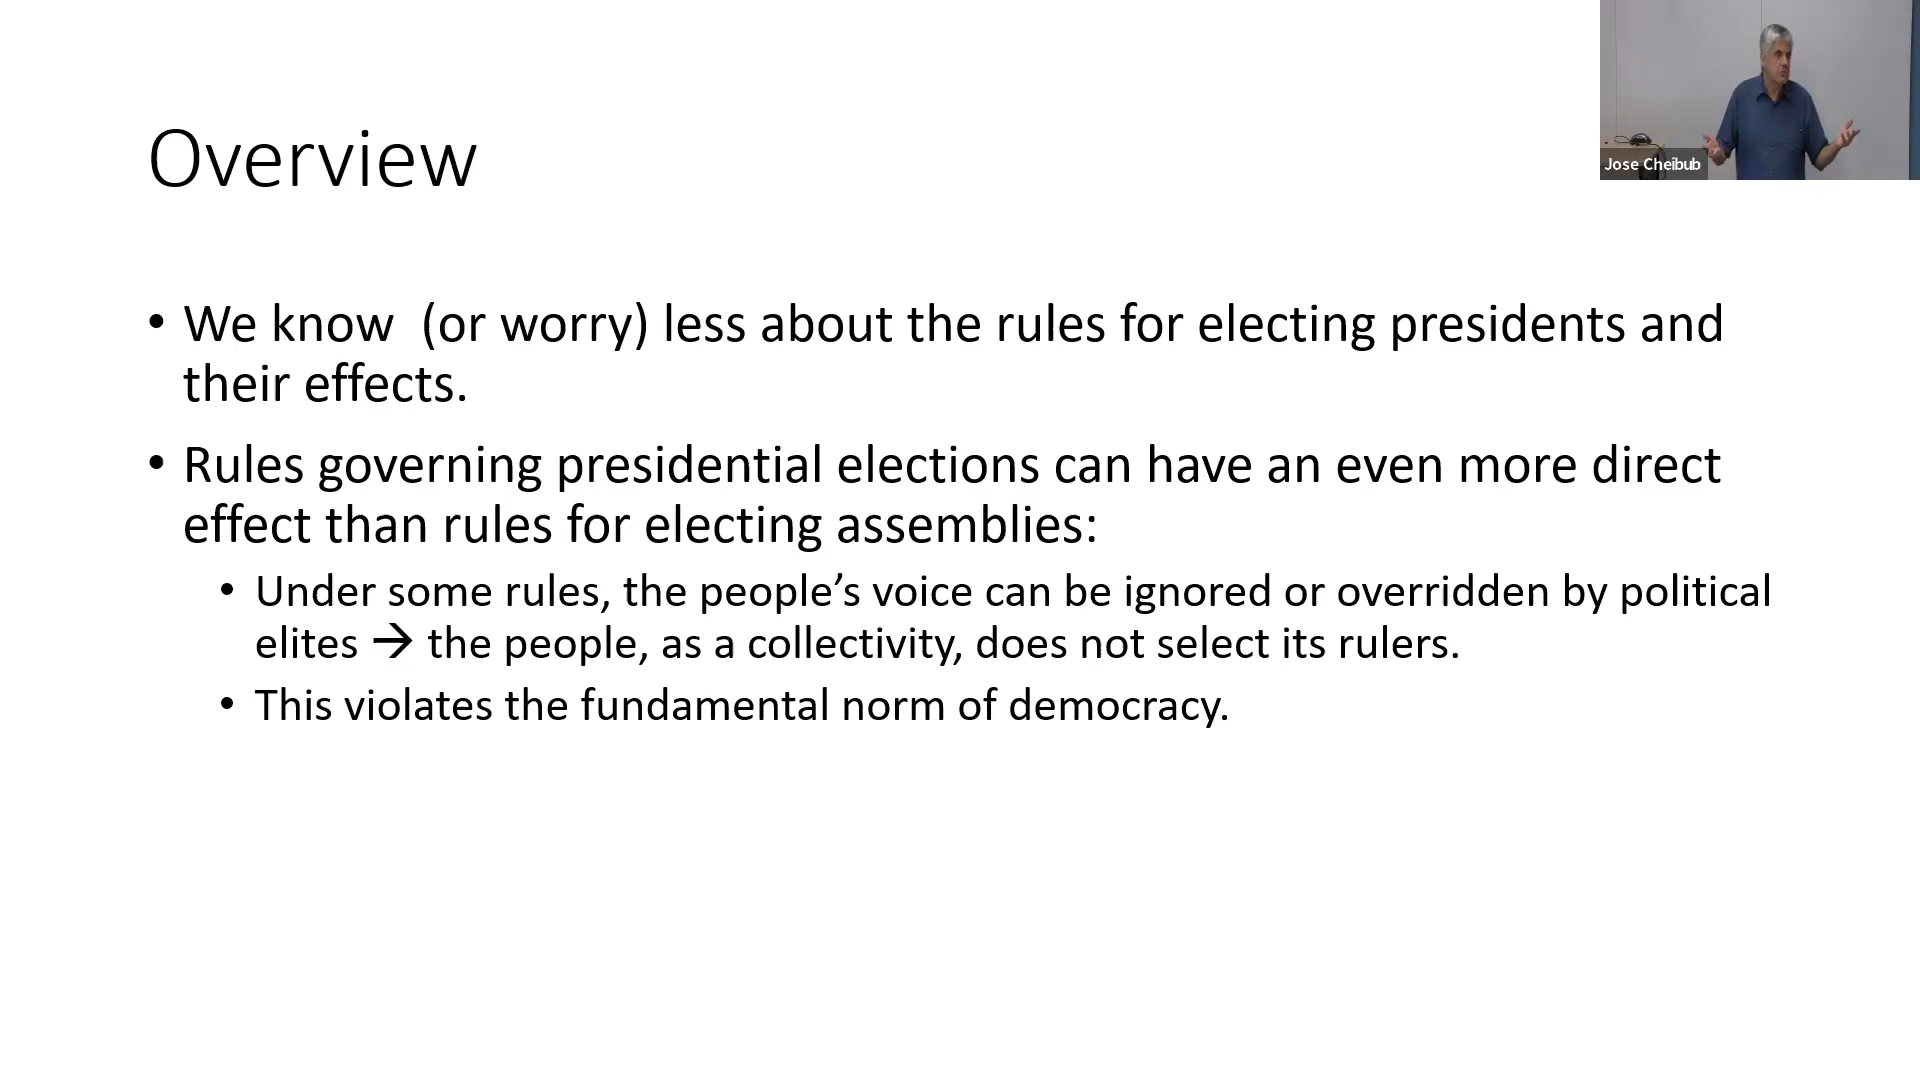 Jose Cheibub
Overview
• We know  (or worry) less about the rules for electing presidents and
their effects.
• Rules governing presidential elections can have an even more direct
effect than rules for electing assemblies:
• Under some rules, the people’s voice can be ignored or overridden by political
elites → the people, as a collectivity, does not select its rulers.
• This violates the fundamental norm of democracy.